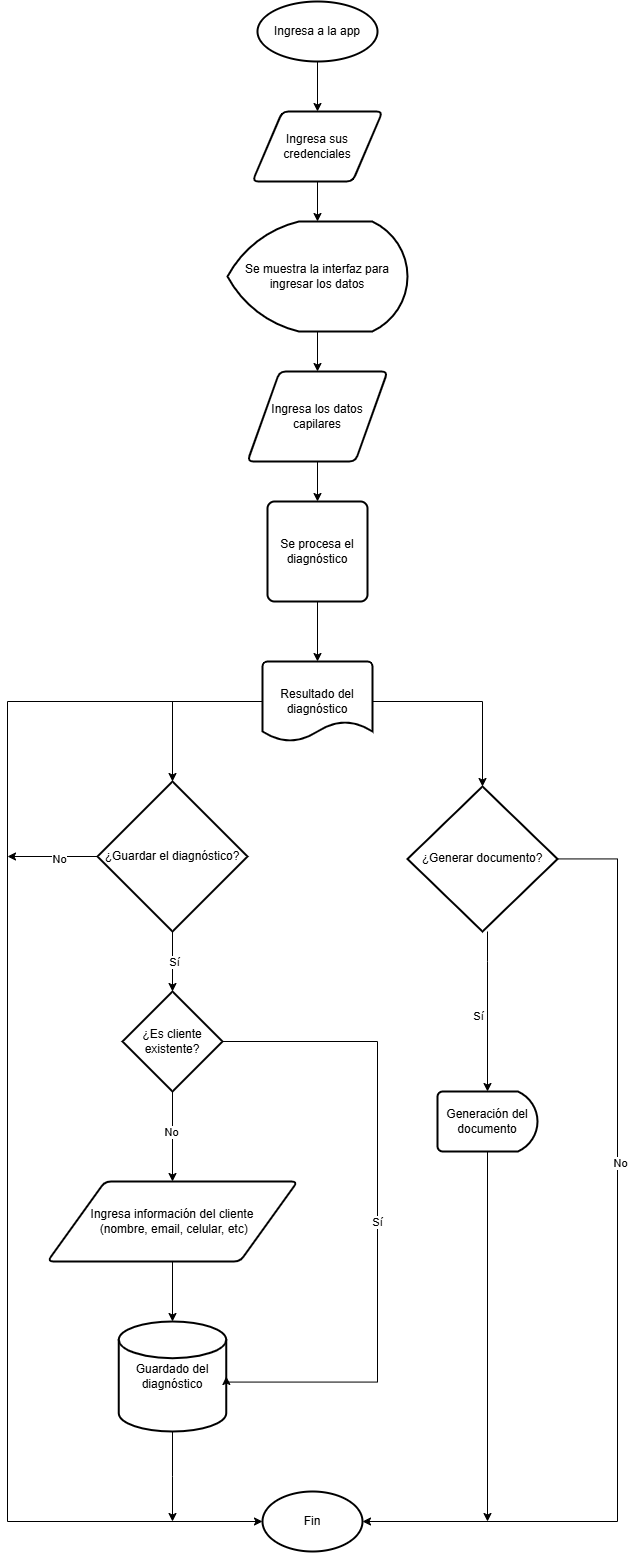 Ingresa a la app
Ingresa sus
credenciales
Se muestra la interfaz para
ingresar los datos
Ingresa los datos
capilares
Se procesa el
diagnóstico
Resultado del
diagnóstico
¿Guardar el diagnóstico?
¿Generar documento?
No
Sí
¿Es cliente
existente?
Sí
Generación del
documento
No
No
Ingresa información del cliente
(nombre, email, celular, etc)
Sí
Guardado del
diagnóstico
Fin